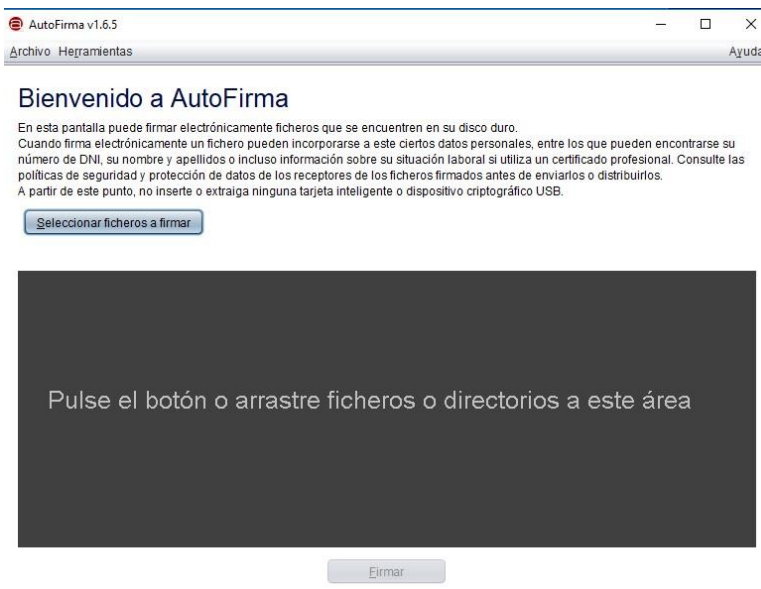 AutoFirma v1.6.5
Archivo Herramientas Ayuda
Bienvenido a AutoFirma
En esta pantalla puede firmar electrónicamente ficheros que se encuentren en su disco duro.
Cuando firma electrónicamente un fichero pueden incorporarse a este ciertos datos personales, entre los que pueden encontrarse su
número de DNI, su nombre y apellidos o incluso información sobre su situación laboral si utiliza un certificado profesional. Consulte las
políticas de seguridad y protección de datos de los receptores de los ficheros firmados antes de enviarlos o distribuirlos.
A partir de este punto, no inserte o extraiga ninguna tarjeta inteligente o dispositivo criptográfico USB.
Seleccionar ficheros a firmar
Pulse el botón o arrastre ficheros o directorios a este área
Firmar